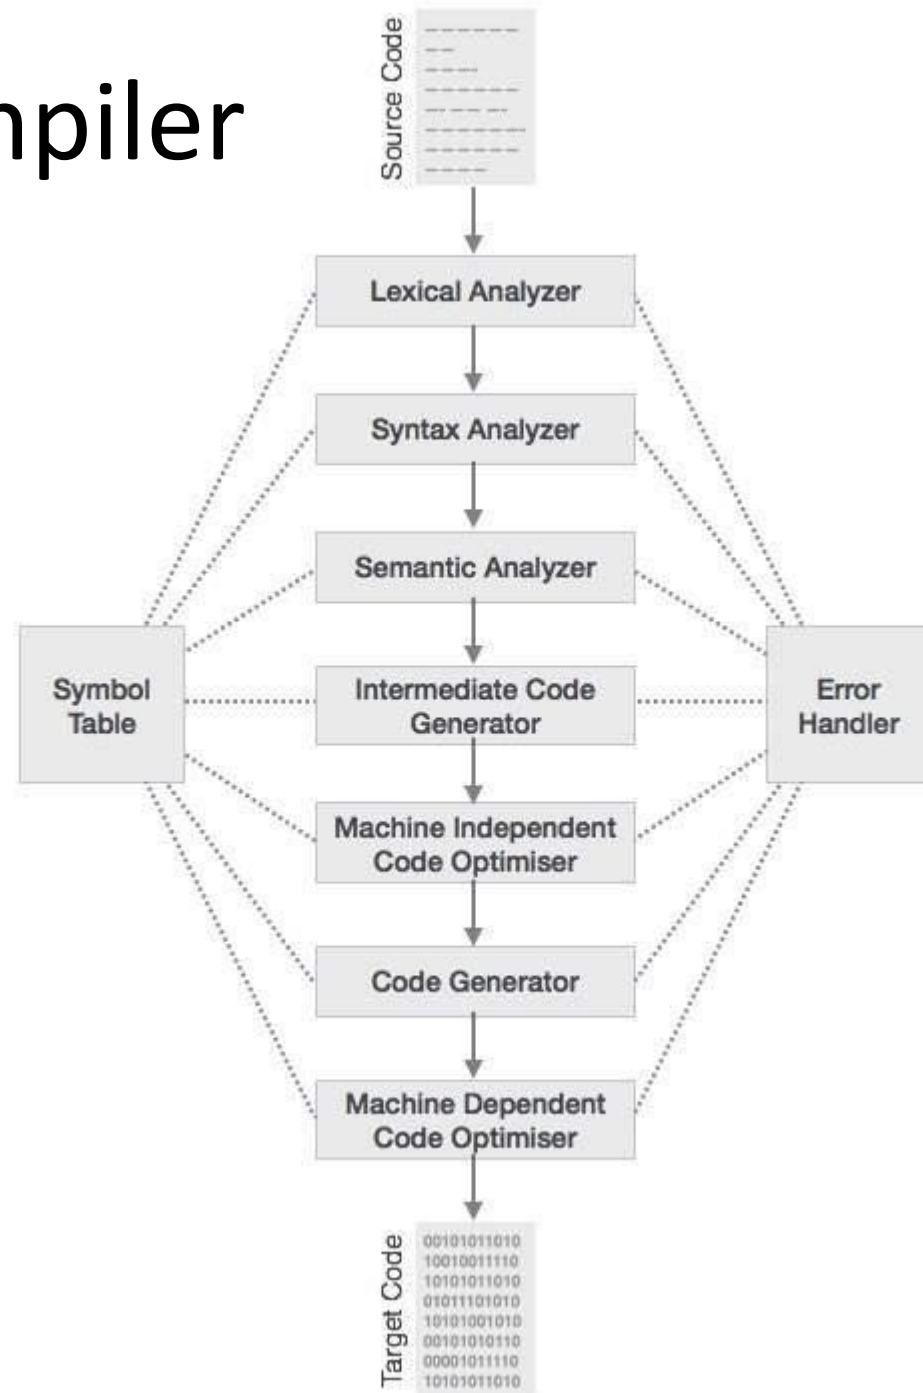 mpiler
Source Code
Lexical Analyzer
Syntax Analyzer
Semantic Analyzer
Symbol
Table
Intermediate Code
Generator
Error
Handler
Machine Independent
Code Optimiser
Code Generator
Machine Dependent
Code Optimiser
Target Code
00101011010
10010011110
10101011010
01011101010
10101001010
00101010110
00001011110
10101011010